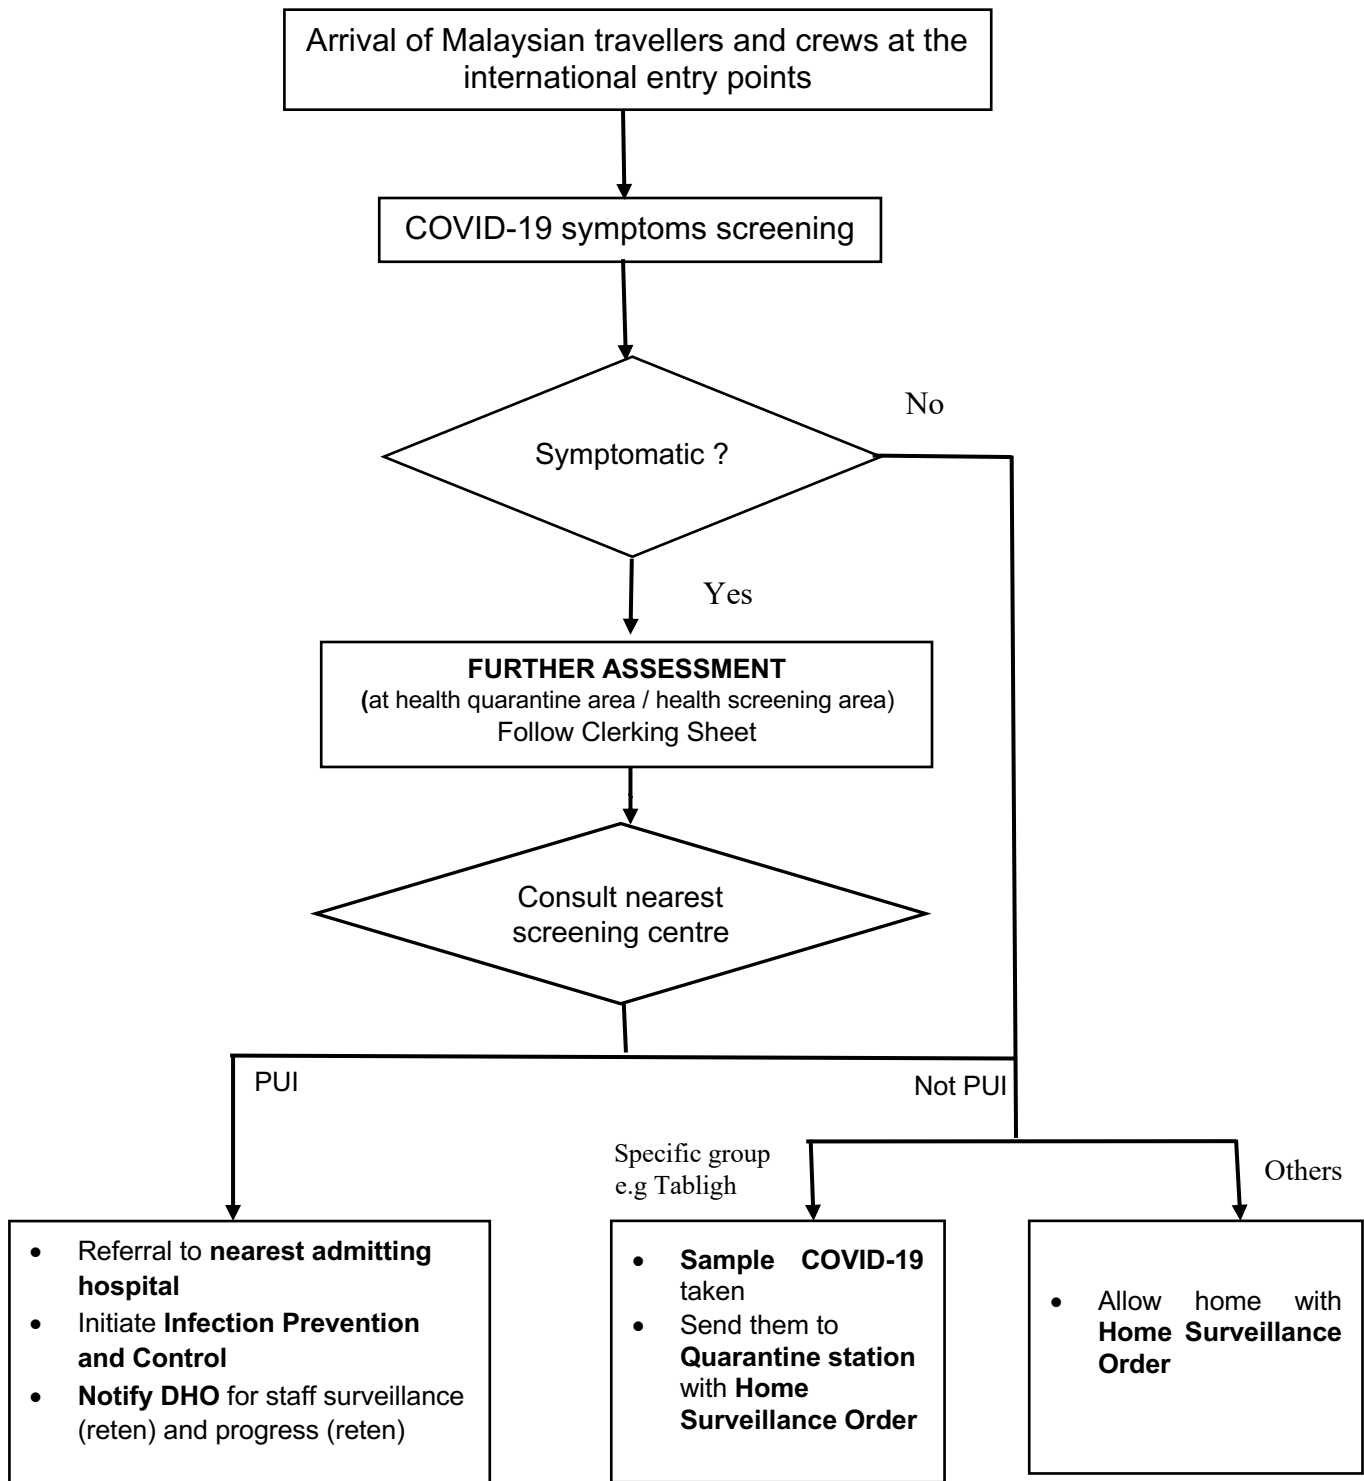 Arrival of Malaysian travellers and crews at the
international entry points
COVID-19 symptoms screening
No
Symptomatic ?
Yes
FURTHER ASSESSMENT
(at health quarantine area / health screening area)
Follow Clerking Sheet
Consult nearest
screening centre
PUI
Not PUI
Specific group
e.g Tabligh
Others
• Referral to nearest admitting
hospital
• Initiate Infection Prevention
and Control
• Notify DHO for staff surveillance
(reten) and progress (reten)
• Sample COVID-19
taken
• Send them to
Quarantine station
with Home
Surveillance Order
• Allow home with
Home Surveillance
Order